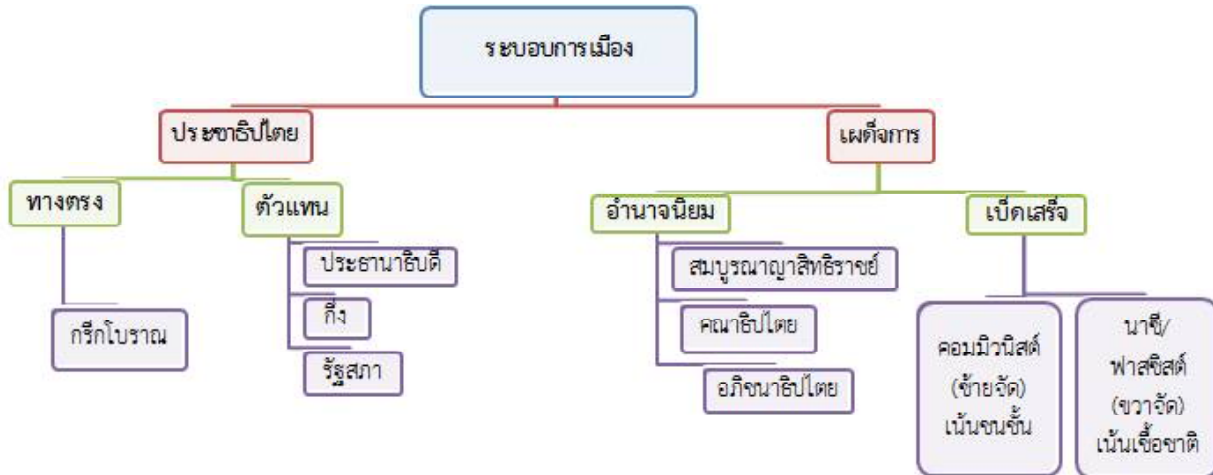 ระบอบการเมือง
ประชาธิปไตย
เผด็จการ
ทางตรง
ตัวแทน
อำนาจนิยม
เบ็ดเสร็จ
ประธานาธิบดี
สมบูรณาญาสิทธิราชย์
กรีกโบราณ
กึ่ง
คณาธิปไตย
รัฐสภา
อภิชนาธิปไตย
คอมมิวนิสต์
(ซ้ายจัด)
เน้นชนชั้น
นาซี/
ฟาสซิสต์
(ขวาจัด)
เน้นเชื้อชาติ